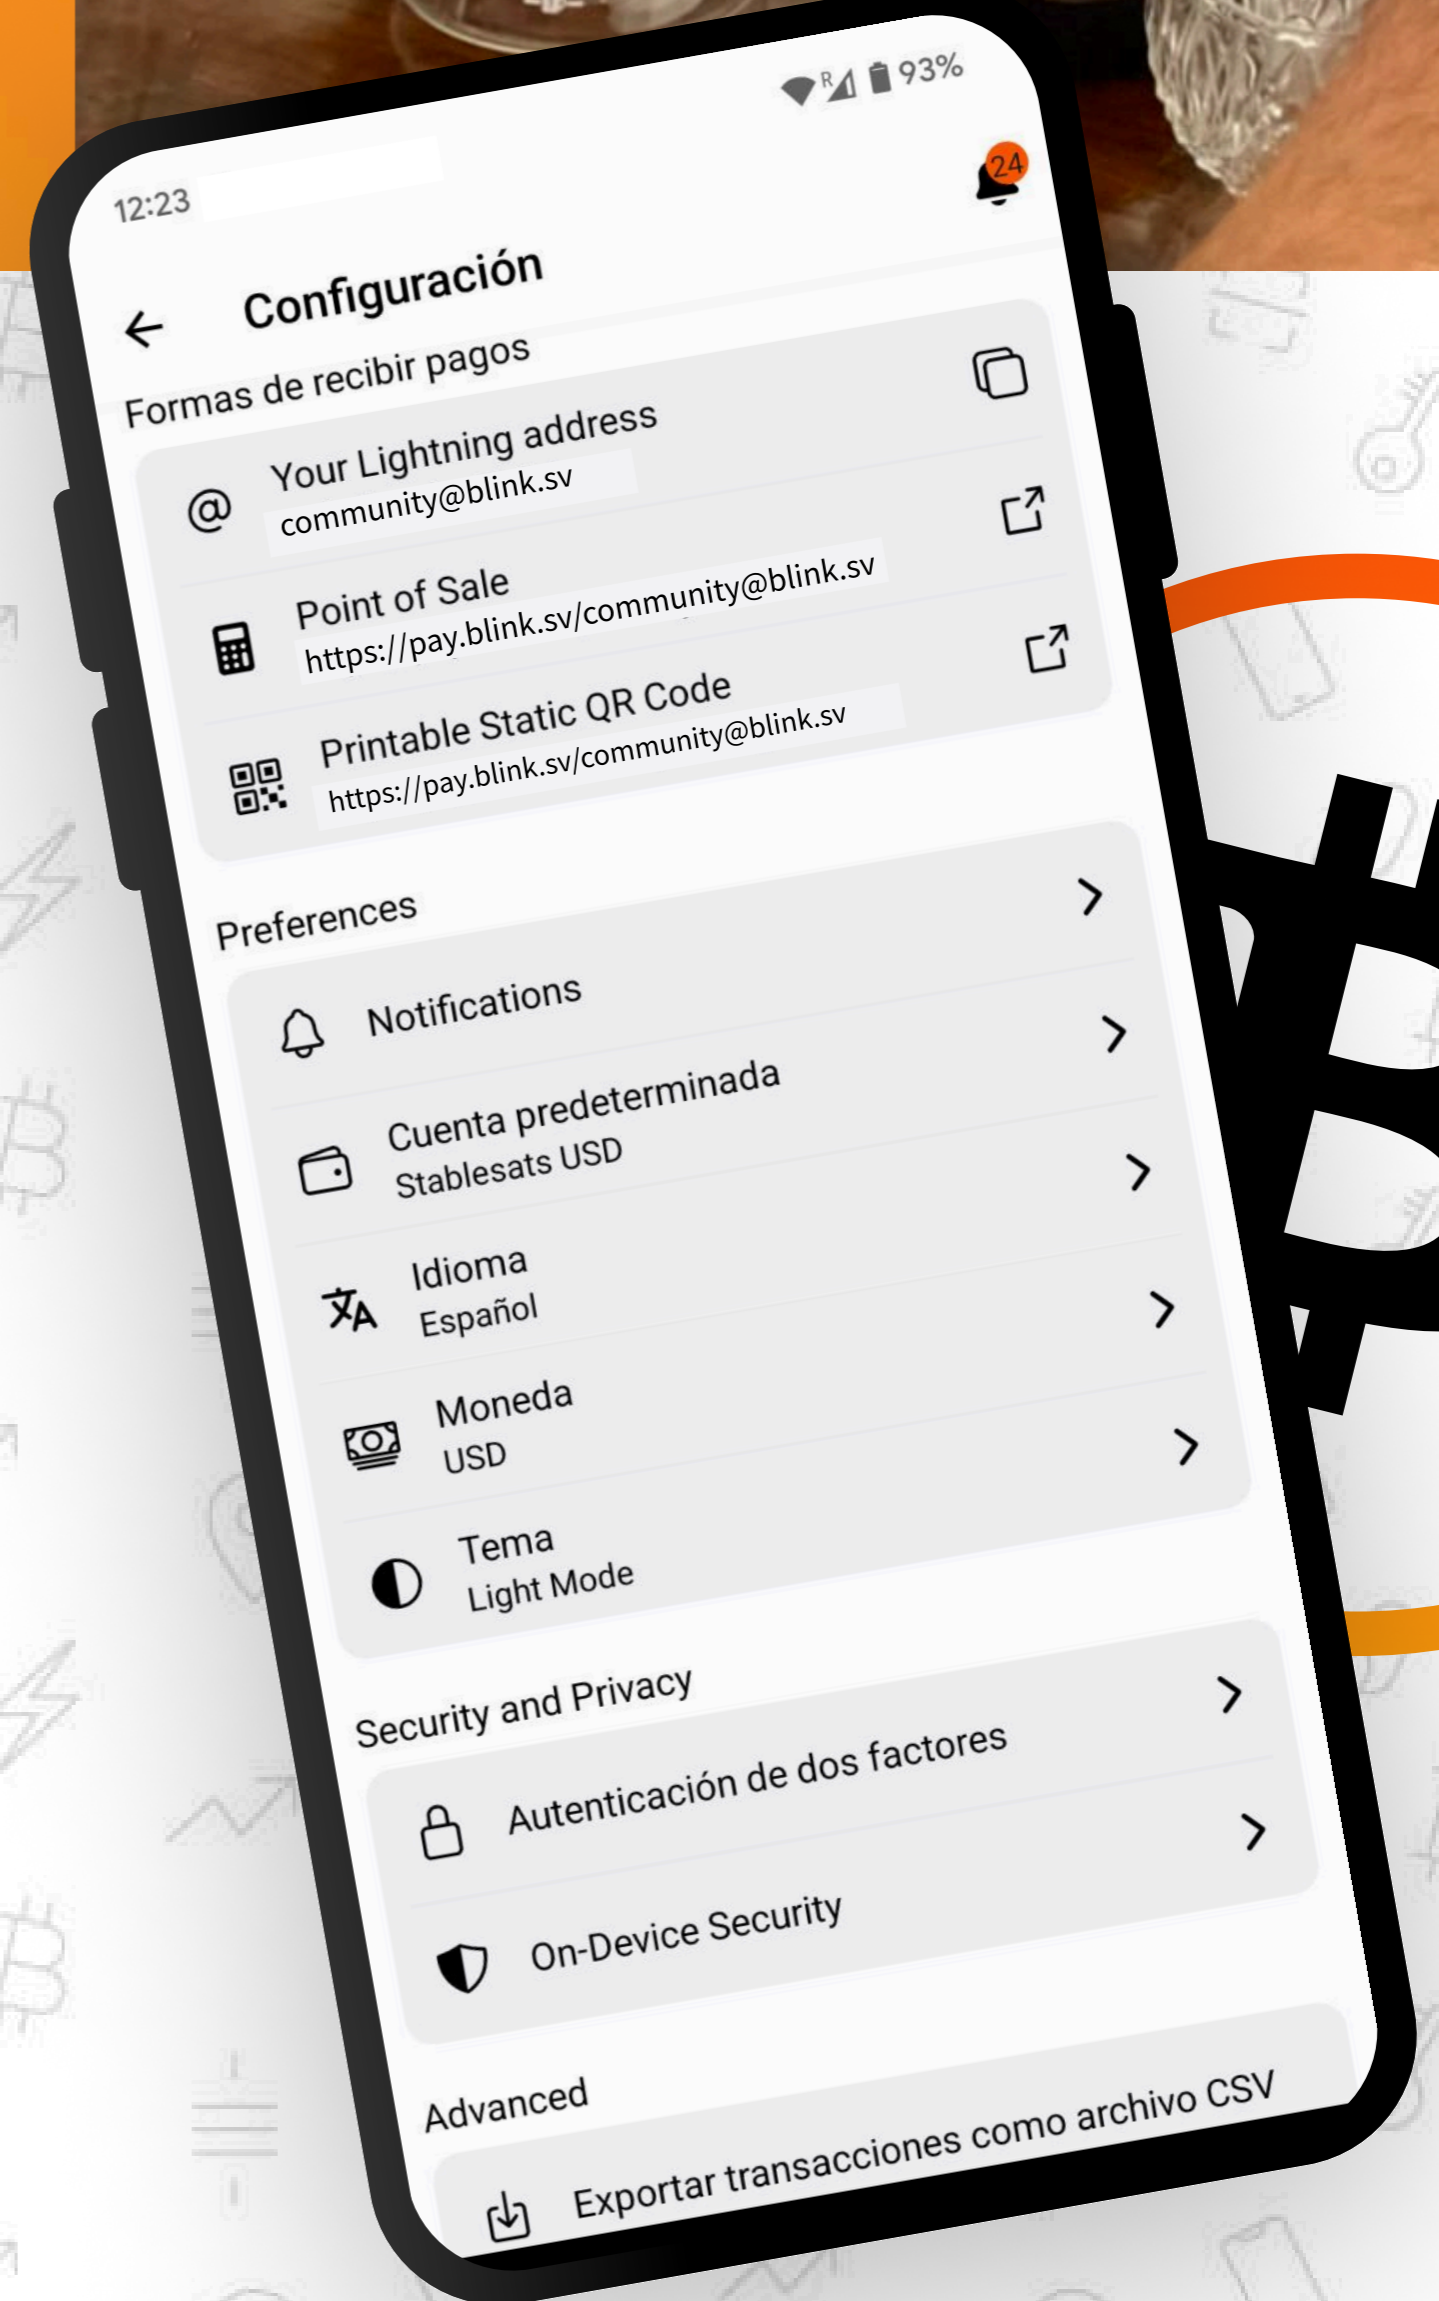 12:23
R
93%
24
Configuración
Formas de recibir pagos
Your Lightning address
community@blink.sv
Point of Sale
https://pay.blink.sv/community@blink.sv
Printable Static QR Code
https://pay.blink.sv/community@blink.sv
Preferences
Notifications
Cuenta predeterminada
Stablesats USD
Idioma
Español
Moneda
USD
Tema
Light Mode
Security and Privacy
Autenticación de dos factores
On-Device Security
Advanced
Exportar transacciones como archivo CSV